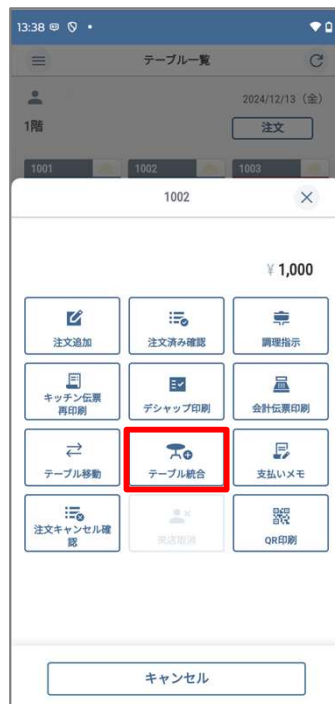 13:38
テーブル一覧
2024/12/13（金）
1階
注文
1001
1002
1003
1002
¥ 1,000
注文追加
注文済み確認
調理指示
キッチン伝票
再印刷
デシャップ印刷
会計伝票印刷
テーブル移動
テーブル統合
支払いメモ
注文キャンセル確
認
来店取消
QR印刷
キャンセル